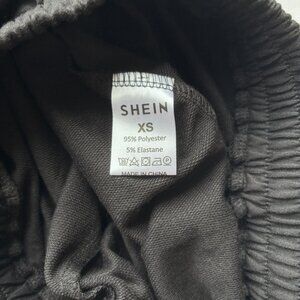 SHEIN
XS
95% Polyester
5% Elastane
MADE IN CHINA